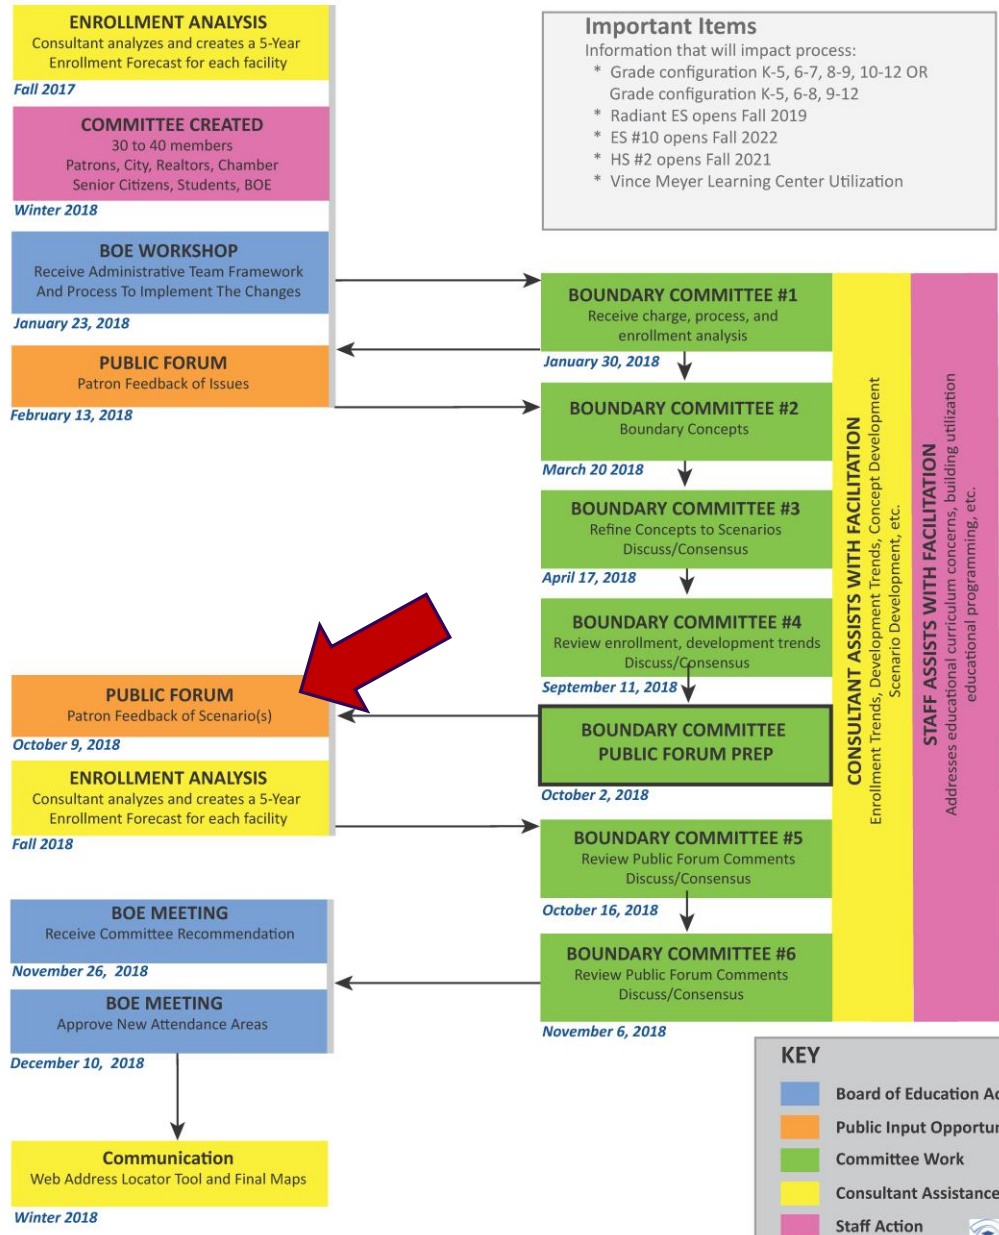 ENROLLMENT ANALYSIS
Consultant analyzes and creates a 5-Year
Enrollment Forecast for each facility
Fall 2017
COMMITTEE CREATED
30 to 40 members
Patrons, City, Realtors, Chamber
Senior Citizens, Students, BOE
Winter 2018
BOE WORKSHOP
Receive Administrative Team Framework
And Process To Implement The Changes
January 23, 2018
PUBLIC FORUM
Patron Feedback of Issues
February 13, 2018
Important Items
Information that will impact process:
* Grade configuration K-5, 6-7, 8-9, 10-12 OR
Grade configuration K-5, 6-8, 9-12
* Radiant ES opens Fall 2019
* ES #10 opens Fall 2022
* HS #2 opens Fall 2021
* Vince Meyer Learning Center Utilization
BOUNDARY COMMITTEE #1
Receive charge, process, and
enrollment analysis
January 30, 2018
BOUNDARY COMMITTEE #2
Boundary Concepts
March 20 2018
BOUNDARY COMMITTEE #3
Refine Concepts to Scenarios
Discuss/Consensus
April 17, 2018
BOUNDARY COMMITTEE #4
Review enrollment, development trends
Discuss/Consensus
September 11, 2018
BOUNDARY COMMITTEE
PUBLIC FORUM PREP
October 2, 2018
PUBLIC FORUM
Patron Feedback of Scenario(s)
October 9, 2018
ENROLLMENT ANALYSIS
Consultant analyzes and creates a 5-Year
Enrollment Forecast for each facility
Fall 2018
BOUNDARY COMMITTEE #5
Review Public Forum Comments
Discuss/Consensus
October 16, 2018
BOUNDARY COMMITTEE #6
Review Public Forum Comments
Discuss/Consensus
November 6, 2018
CONSULTANT ASSISTS WITH FACILITATION
Enrollment Trends, Development Trends, Concept Development
Scenario Development, etc.
STAFF ASSISTS WITH FACILITATION
Addresses educational curriculum concerns, building utilization
educational programming, etc.
BOE MEETING
Receive Committee Recommendation
November 26, 2018
BOE MEETING
Approve New Attendance Areas
December 10, 2018
Communication
Web Address Locator Tool and Final Maps
Winter 2018
KEY
Board of Education
Public Input
Committee Work
Consultant Assistance
Staff Action